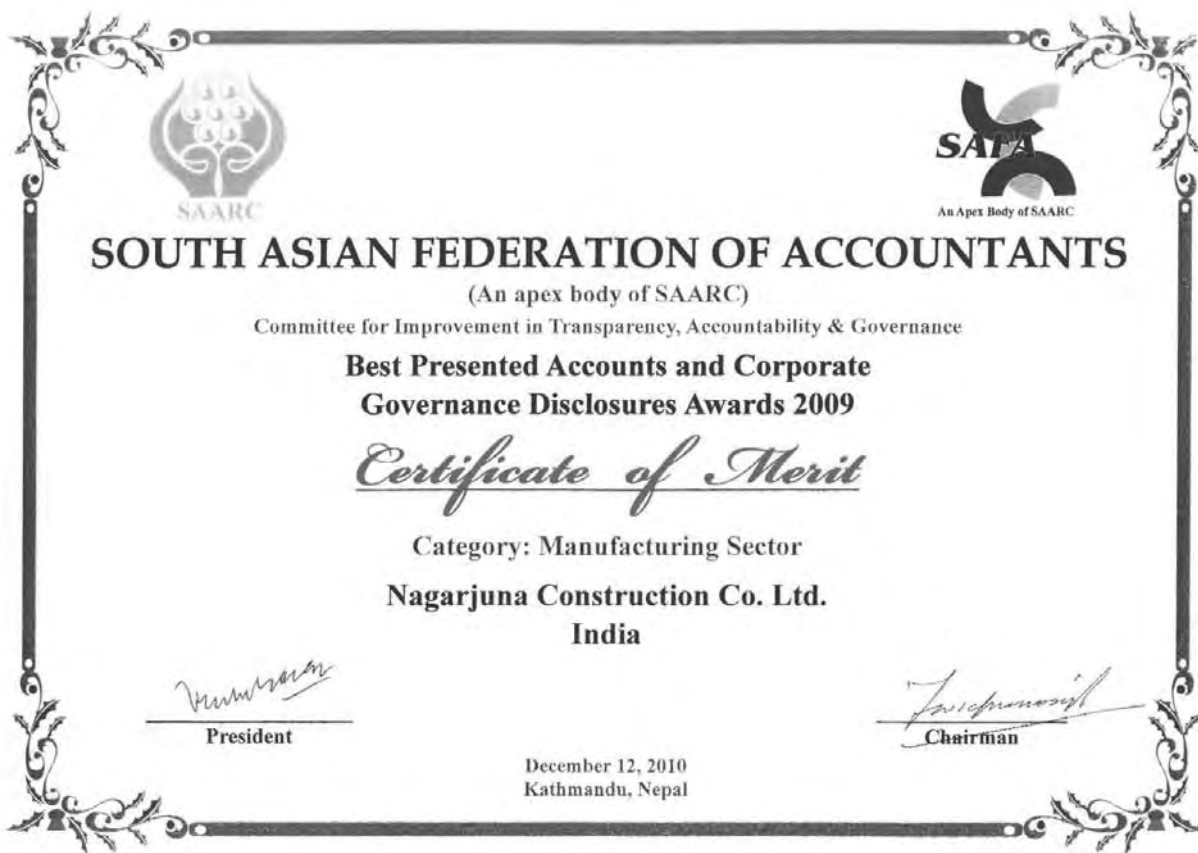 SAARC
SAFA
An Apex Body of SAARC
SOUTH ASIAN FEDERATION OF ACCOUNTANTS
(An apex body of SAARC)
Committee for Improvement in Transparency, Accountability & Governance
Best Presented Accounts and Corporate
Governance Disclosures Awards 2009
Certificate of Merit
Category: Manufacturing Sector
Nagarjuna Construction Co. Ltd.
India
President
Chairman
December 12, 2010
Kathmandu, Nepal